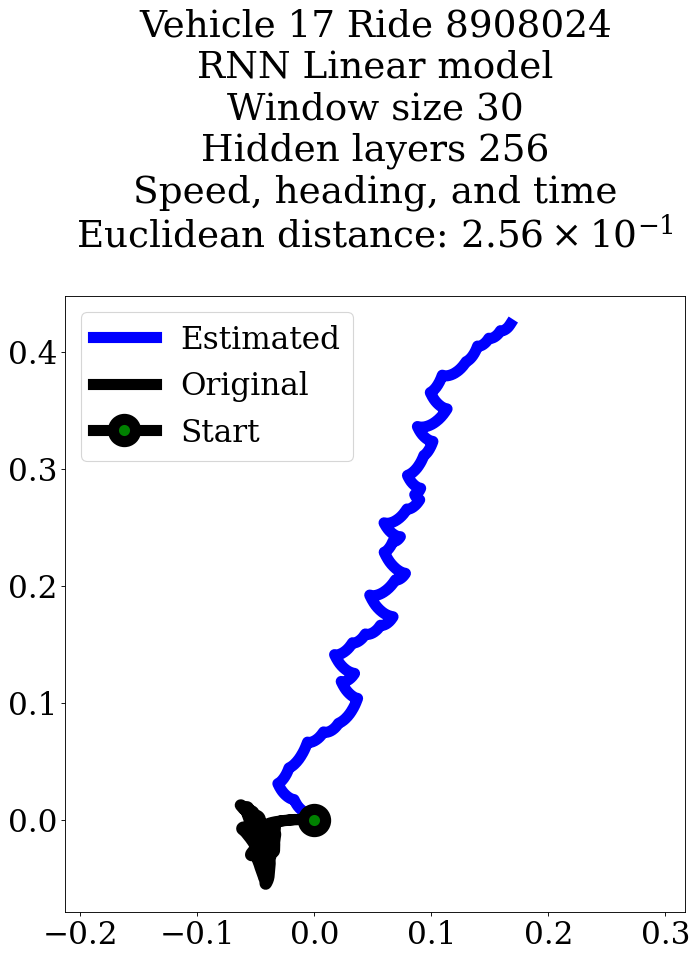 Vehicle 17 Ride 8908024
RNN Linear model
Window size 30
Hidden layers 256
Speed, heading, and time
Euclidean distance: 2.56 × 10⁻¹
Estimated
Original
Start
0.4
0.3
0.2
0.1
0.0
−0.2 −0.1 0.0 0.1 0.2 0.3